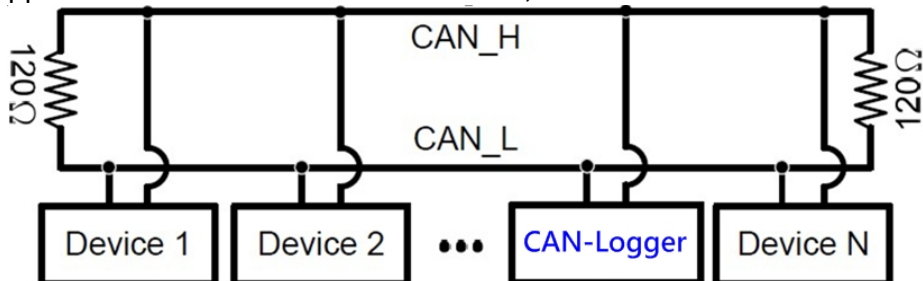 CAN_H
120Ω
120Ω
CAN_L
Device 1
Device 2
•••
CAN-Logger
Device N